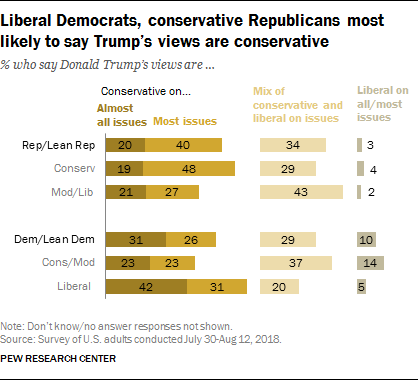 Liberal Democrats, conservative Republicans most
likely to say Trump's views are conservative
% who say Donald Trump's views are ...
Conservative on...
Almost
all issues
Most issues
Mix of
conservative and
liberal on issues
Liberal on
all/most
issues
Rep/Lean Rep 20 40 34 3
Conserv 19 48 29 4
Mod/Lib 21 27 43 2
Dem/Lean Dem 31 26 29 10
Cons/Mod 23 23 37 14
Liberal 42 31 20 5
Note: Don't know/no answer responses not shown.
Source: Survey of U.S. adults conducted July 30-Aug 12, 2018.
PEW RESEARCH CENTER